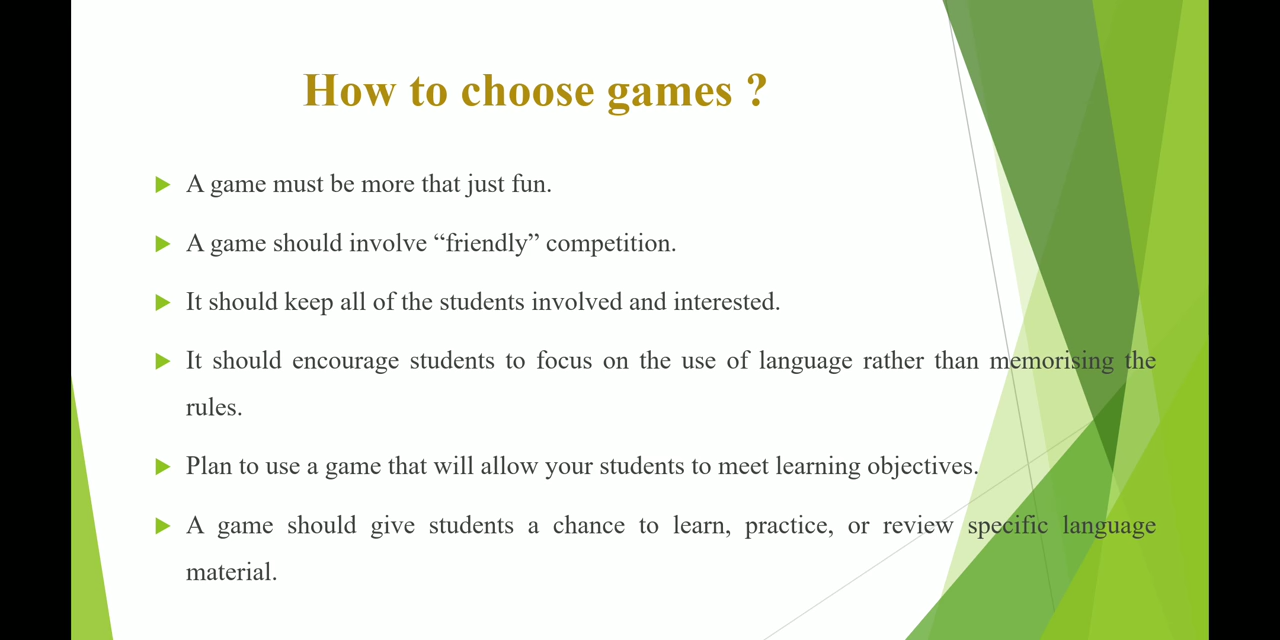 How to choose games ?
A game must be more that just fun.
A game should involve “friendly” competition.
It should keep all of the students involved and interested.
It should encourage students to focus on the use of language rather than memorising the
rules.
Plan to use a game that will allow your students to meet learning objectives.
A game should give students a chance to learn, practice, or review specific language
material.